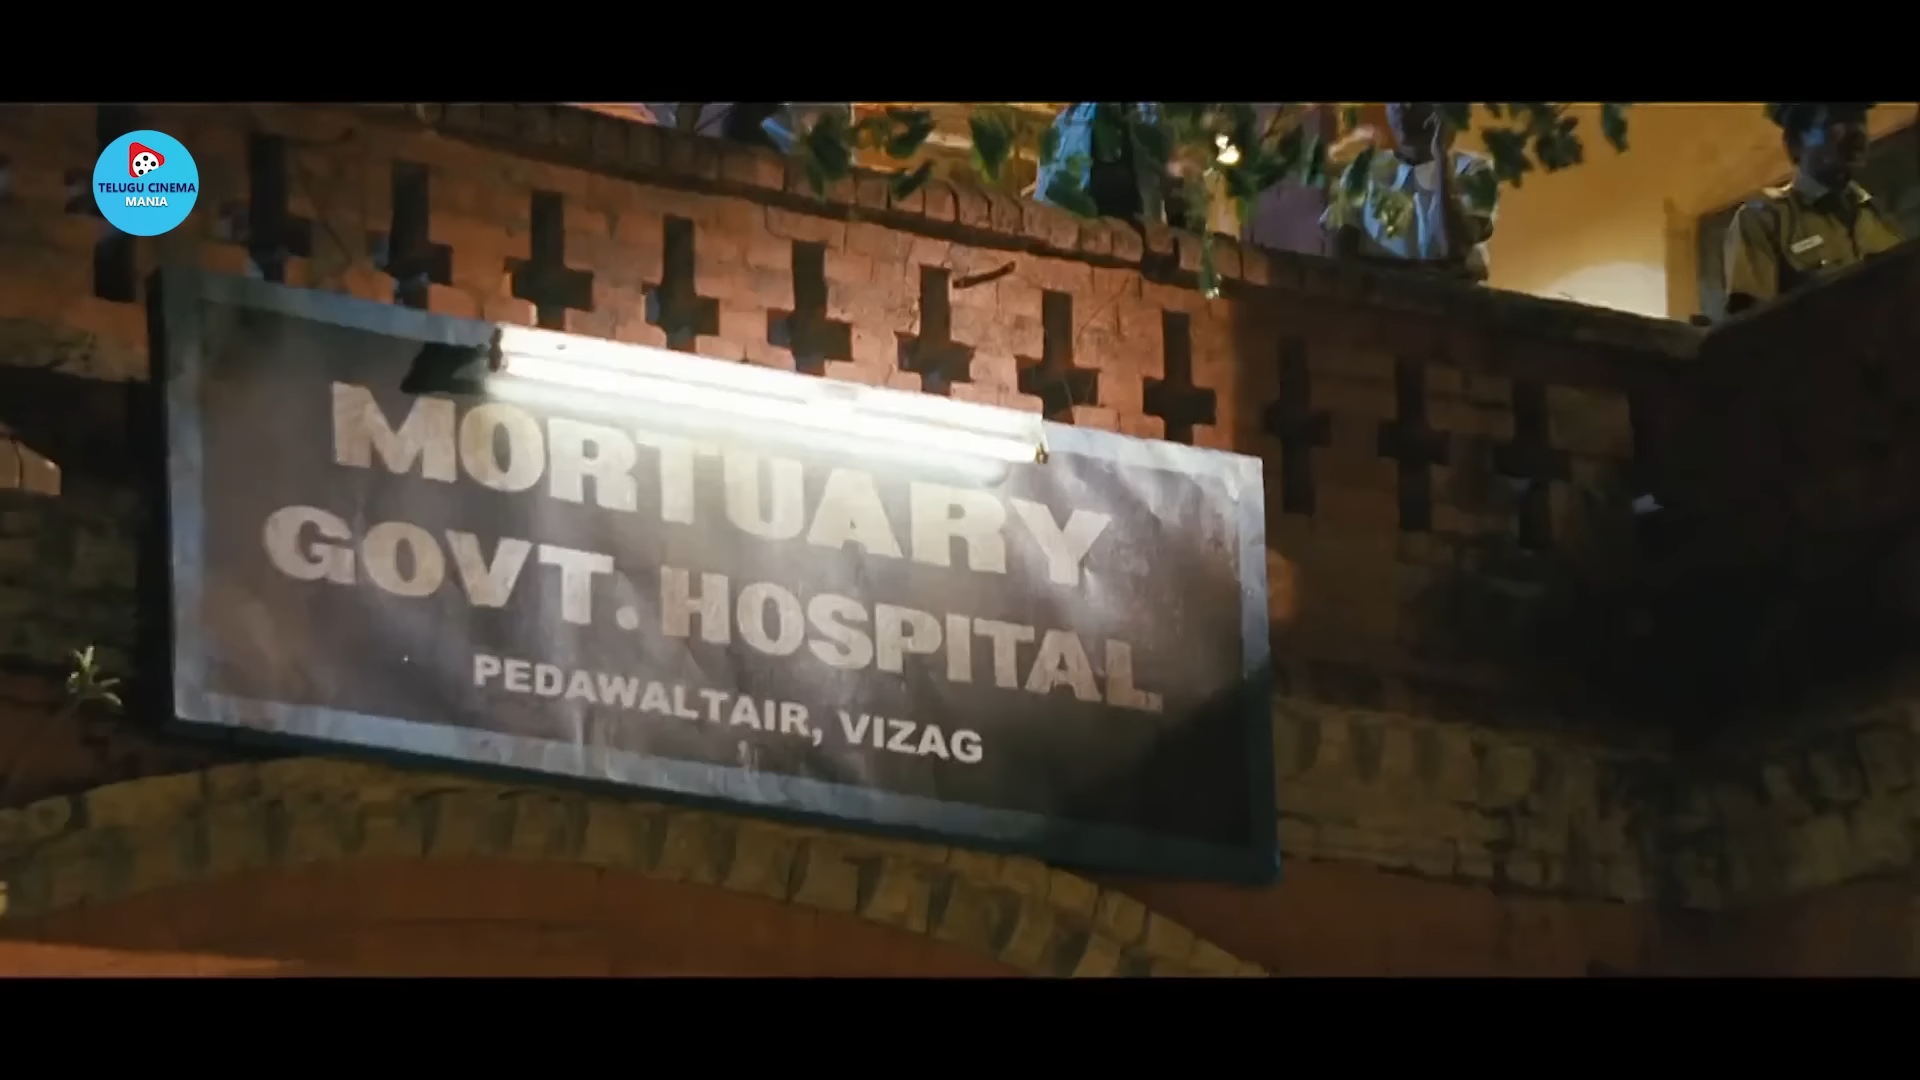 TELUGU CINEMA
MANIA
MORTUARY
GOVT. HOSPITAL
PEDAWALTAIR, VIZAG